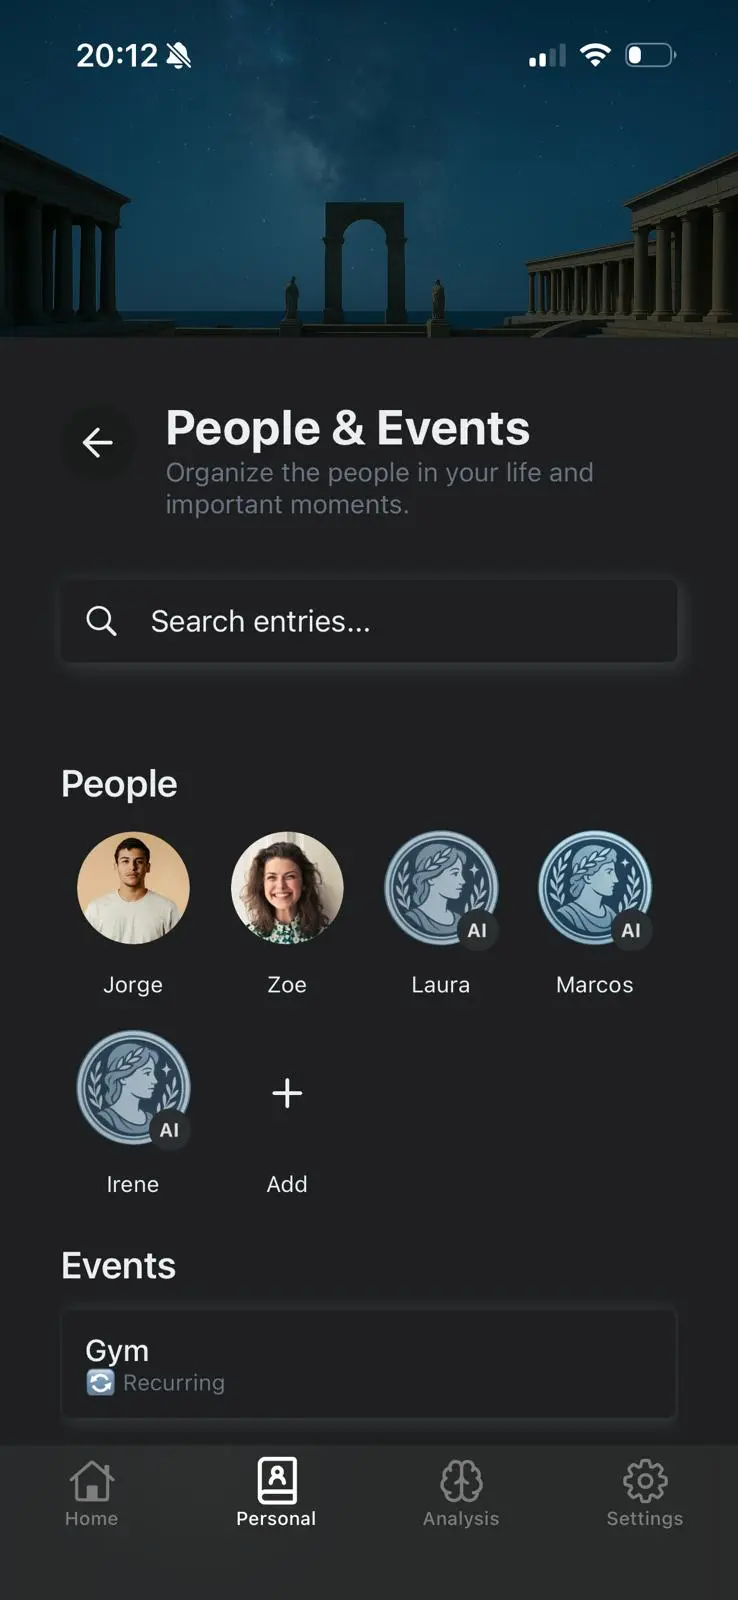 20:12
People & Events
Organize the people in your life and
important moments.
Search entries...
People
AI
AI
Jorge
Zoe
Laura
Marcos
AI
Irene
Add
Events
Gym
Recurring
Home
Personal
Analysis
Settings